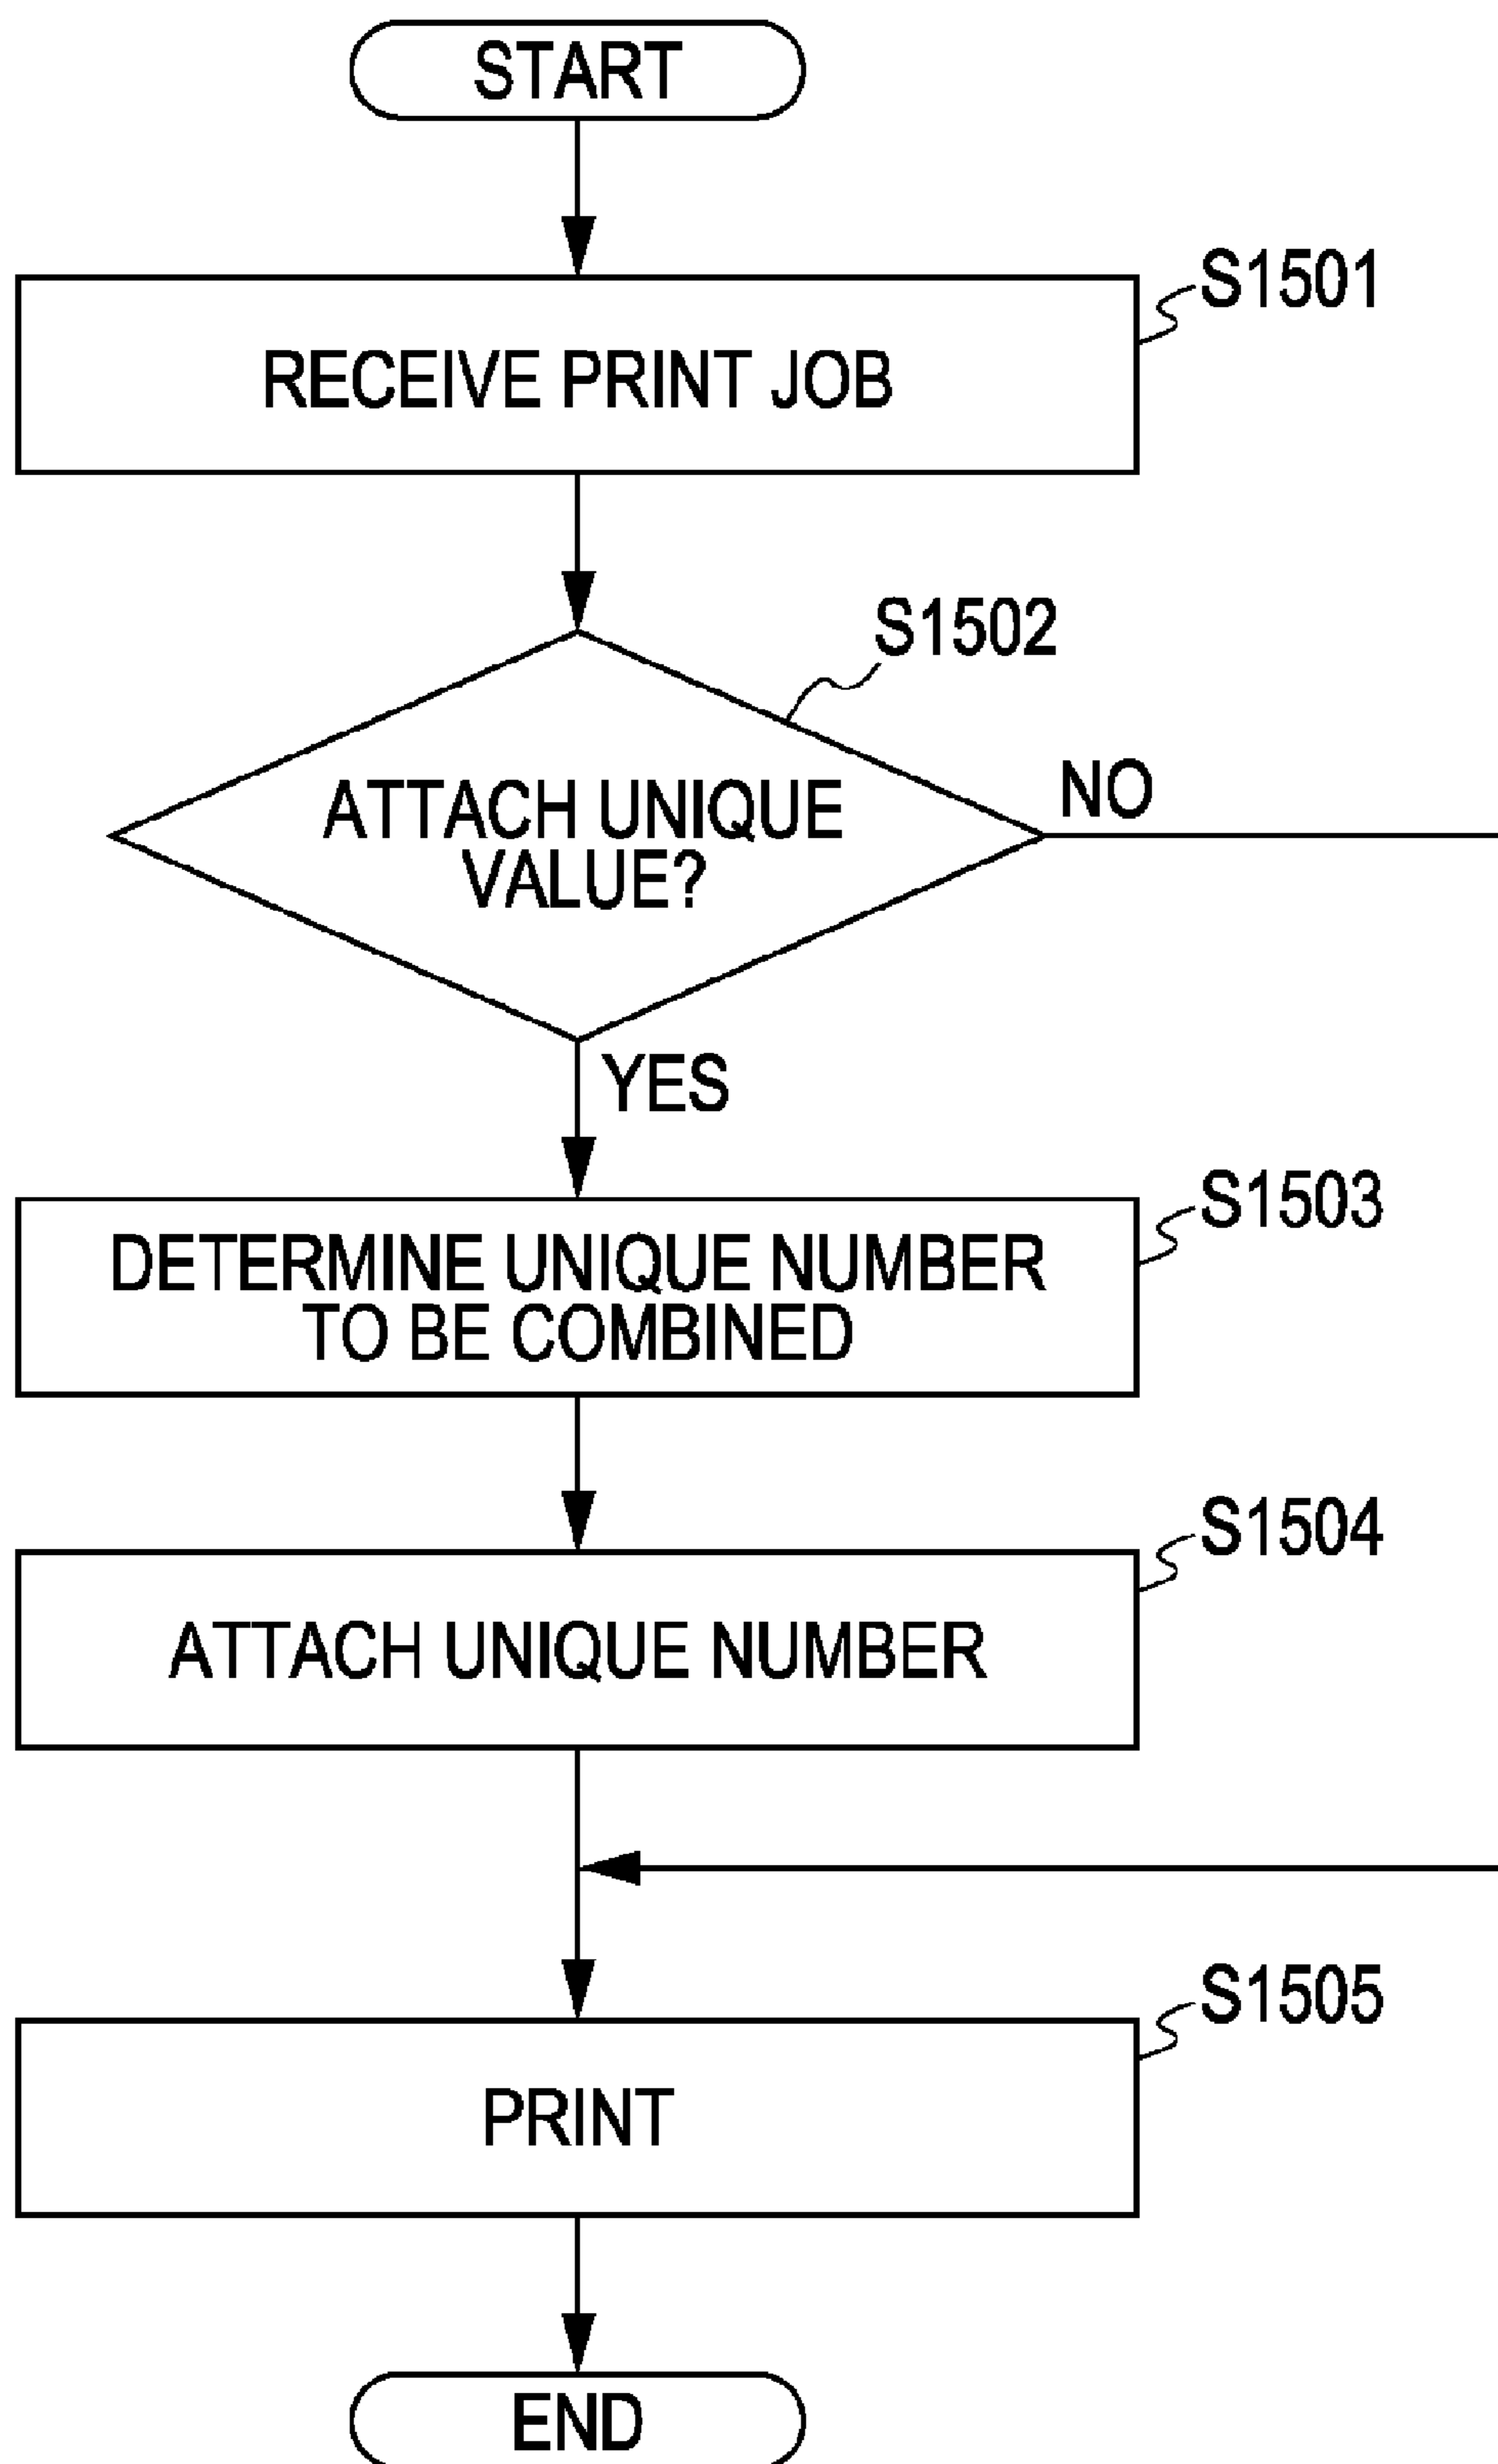 START
S1501
RECEIVE PRINT JOB
S1502
ATTACH UNIQUE
VALUE?
NO
YES
S1503
DETERMINE UNIQUE NUMBER
TO BE COMBINED
S1504
ATTACH UNIQUE NUMBER
S1505
PRINT
END